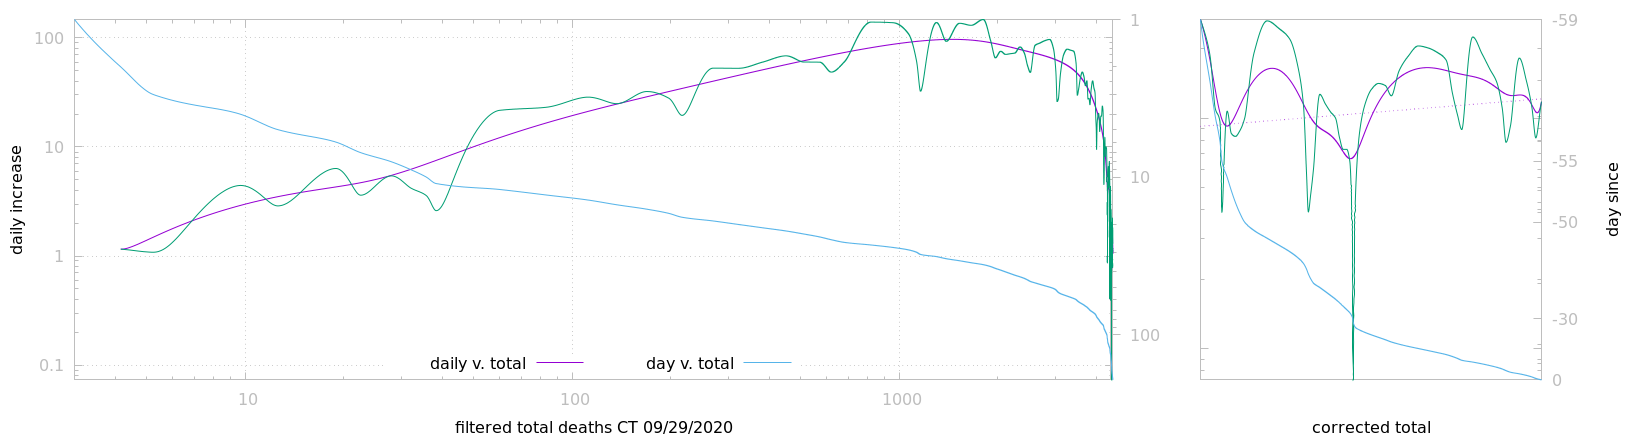 daily increase
100
10
1
0.1
10
100
1000
1
10
100
daily v. total
day v. total
filtered total deaths CT 09/29/2020
-59
-55
-50
-30
0
day since
corrected total